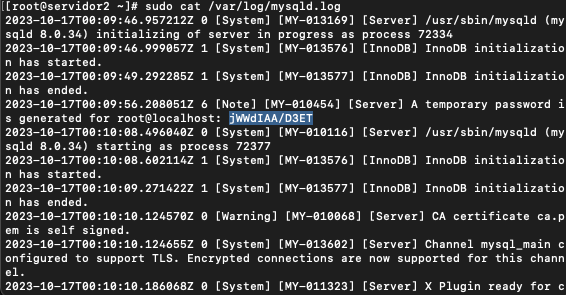 [[root@servidor2 ~]# sudo cat /var/log/mysqld.log
2023-10-17T00:09:46.957212Z 0 [System] [MY-013169] [Server] /usr/sbin/mysqld (my
sqld 8.0.34) initializing of server in progress as process 72334
2023-10-17T00:09:46.999057Z 1 [System] [MY-013576] [InnoDB] InnoDB initializatio
n has started.
2023-10-17T00:09:49.292285Z 1 [System] [MY-013577] [InnoDB] InnoDB initializatio
n has ended.
2023-10-17T00:09:56.208051Z 6 [Note] [MY-010454] [Server] A temporary password i
s generated for root@localhost: jWWdIAA/D3ET
2023-10-17T00:10:08.496040Z 0 [System] [MY-010116] [Server] /usr/sbin/mysqld (my
sqld 8.0.34) starting as process 72377
2023-10-17T00:10:08.602114Z 1 [System] [MY-013576] [InnoDB] InnoDB initializatio
n has started.
2023-10-17T00:10:09.271422Z 1 [System] [MY-013577] [InnoDB] InnoDB initializatio
n has ended.
2023-10-17T00:10:10.124570Z 0 [Warning] [MY-010068] [Server] CA certificate ca.p
em is self signed.
2023-10-17T00:10:10.124655Z 0 [System] [MY-013602] [Server] Channel mysql_main c
onfigured to support TLS. Encrypted connections are now supported for this chann
el.
2023-10-17T00:10:10.186068Z 0 [System] [MY-011323] [Server] X Plugin ready for c